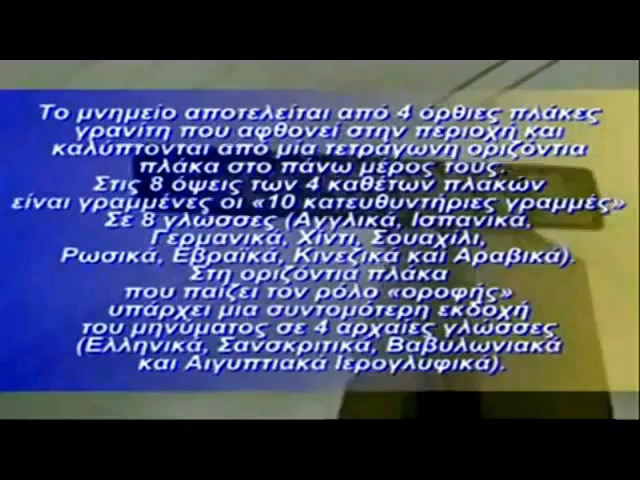 Το μνημείο αποτελείται από 4 όρθιες πλάκες
γρανίτη που αφθονεί στην περιοχή και
καλύπτονται από μία τετράγωνη οριζόντια
πλάκα στο πάνω μέρος τους.
Στις 8 όψεις των 4 καθέτων πλακών
είναι γραμμένες οι «10 κατευθυντήριες γραμμές»
Σε 8 γλώσσες (Αγγλικά, Ισπανικά,
Γερμανικά, Χίντι, Σουαχίλι,
Ρωσικά, Εβραϊκά, Κινεζικά και Αραβικά).
Στη οριζόντια πλάκα
που παίζει τον ρόλο «οροφής»
υπάρχει μια συντομότερη εκδοχή
του μηνύματος σε 4 αρχαίες γλώσσες
(Ελληνικά, Σανσκριτικά, Βαβυλωνιακά
και Αιγυπτιακά Ιερογλυφικά).